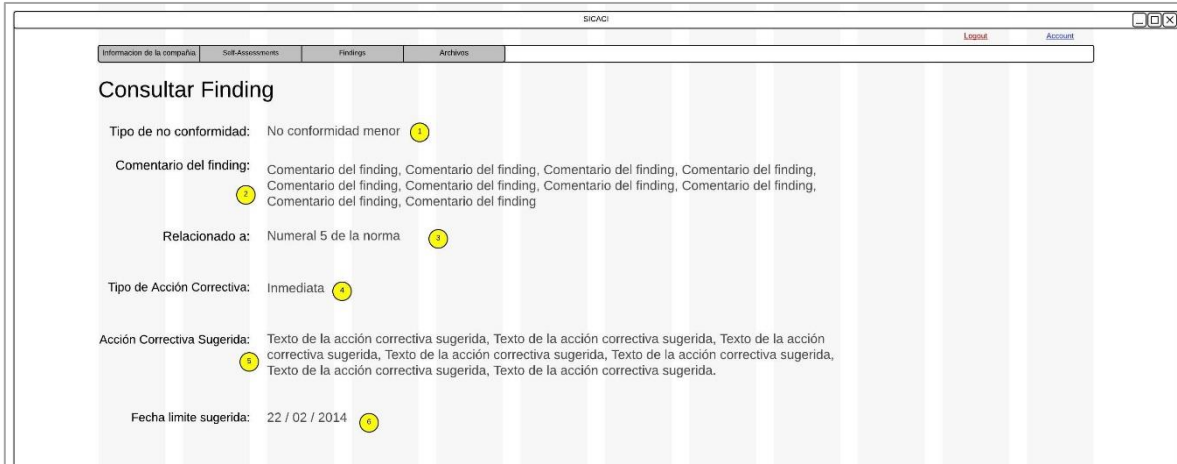 SICACI
Logout Account
Informacion de la compañia Self-Assessments Findings Archivos
Consultar Finding
Tipo de no conformidad: No conformidad menor 1
Comentario del finding: Comentario del finding, Comentario del finding, Comentario del finding, Comentario del finding,
2 Comentario del finding, Comentario del finding, Comentario del finding, Comentario del finding,
Comentario del finding, Comentario del finding
Relacionado a: Numeral 5 de la norma 3
Tipo de Acción Correctiva: Inmediata 4
Acción Correctiva Sugerida: Texto de la acción correctiva sugerida, Texto de la acción correctiva sugerida, Texto de la acción
5 correctiva sugerida, Texto de la acción correctiva sugerida, Texto de la acción correctiva sugerida,
Texto de la acción correctiva sugerida, Texto de la acción correctiva sugerida.
Fecha limite sugerida: 22 / 02 / 2014 6